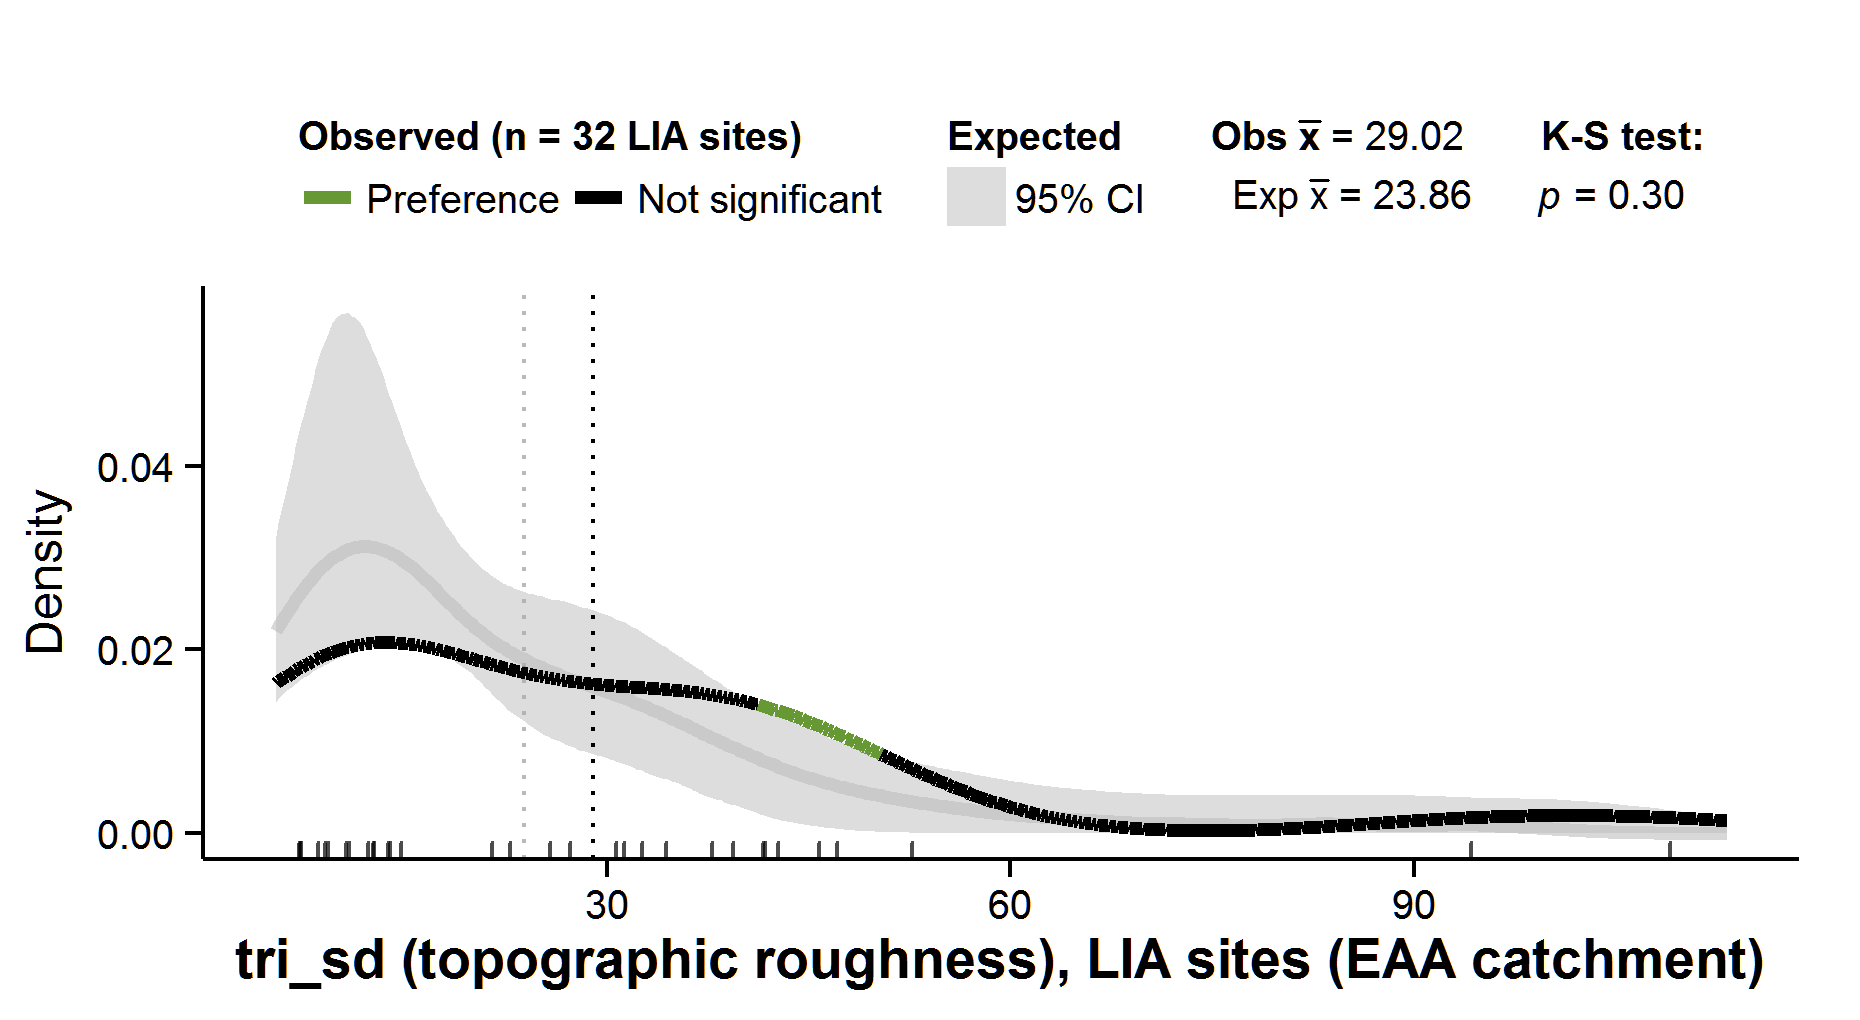 Observed (n = 32 LIA sites) Expected Obs x̅ = 29.02 K-S test:
Preference Not significant 95% CI Exp x̅ = 23.86 p = 0.30
Density
0.04
0.02
0.00
30 60 90
tri_sd (topographic roughness), LIA sites (EAA catchment)